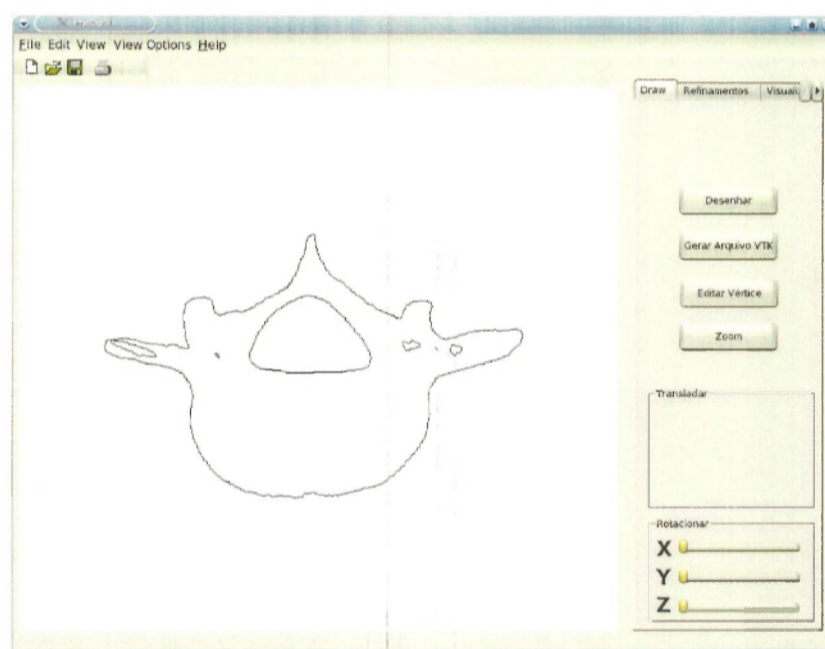 File Edit View View Options Help
Draw Refinamentos
Desenhar
Gerar Arquivo VTK
Editar Vértice
Zoom
Transladar
Rotacionar
X
Y
Z